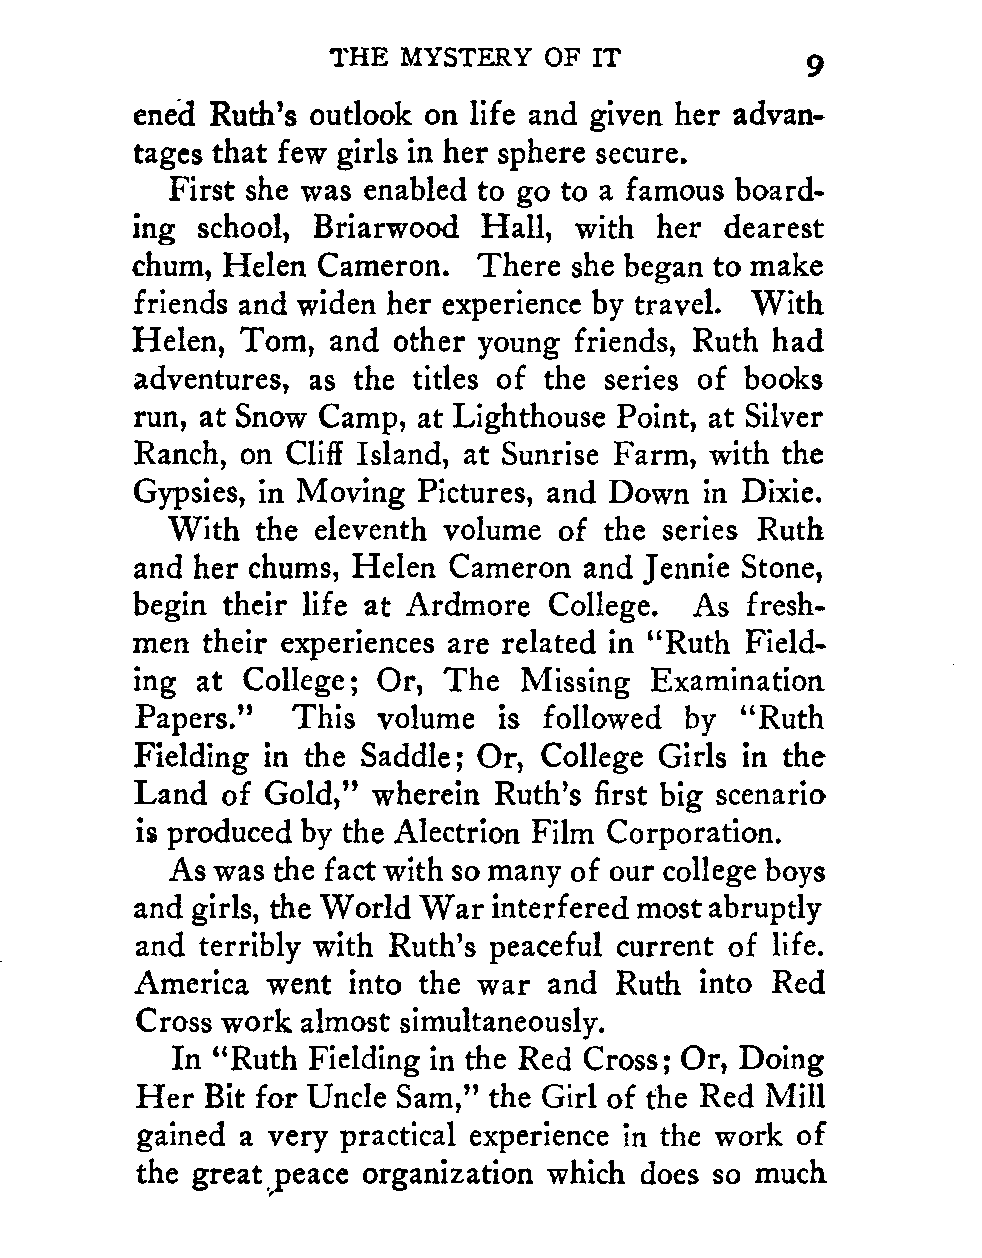 THE MYSTERY OF IT 9
ened Ruth's outlook on life and given her advan-
tages that few girls in her sphere secure.
First she was enabled to go to a famous board-
ing school, Briarwood Hall, with her dearest
chum, Helen Cameron. There she began to make
friends and widen her experience by travel. With
Helen, Tom, and other young friends, Ruth had
adventures, as the titles of the series of books
run, at Snow Camp, at Lighthouse Point, at Silver
Ranch, on Cliff Island, at Sunrise Farm, with the
Gypsies, in Moving Pictures, and Down in Dixie.
With the eleventh volume of the series Ruth
and her chums, Helen Cameron and Jennie Stone,
begin their life at Ardmore College. As fresh-
men their experiences are related in "Ruth Field-
ing at College; Or, The Missing Examination
Papers." This volume is followed by "Ruth
Fielding in the Saddle; Or, College Girls in the
Land of Gold," wherein Ruth's first big scenario
is produced by the Alectrion Film Corporation.
As was the fact with so many of our college boys
and girls, the World War interfered most abruptly
and terribly with Ruth's peaceful current of life.
America went into the war and Ruth into Red
Cross work almost simultaneously.
In "Ruth Fielding in the Red Cross; Or, Doing
Her Bit for Uncle Sam," the Girl of the Red Mill
gained a very practical experience in the work of
the great peace organization which does so much